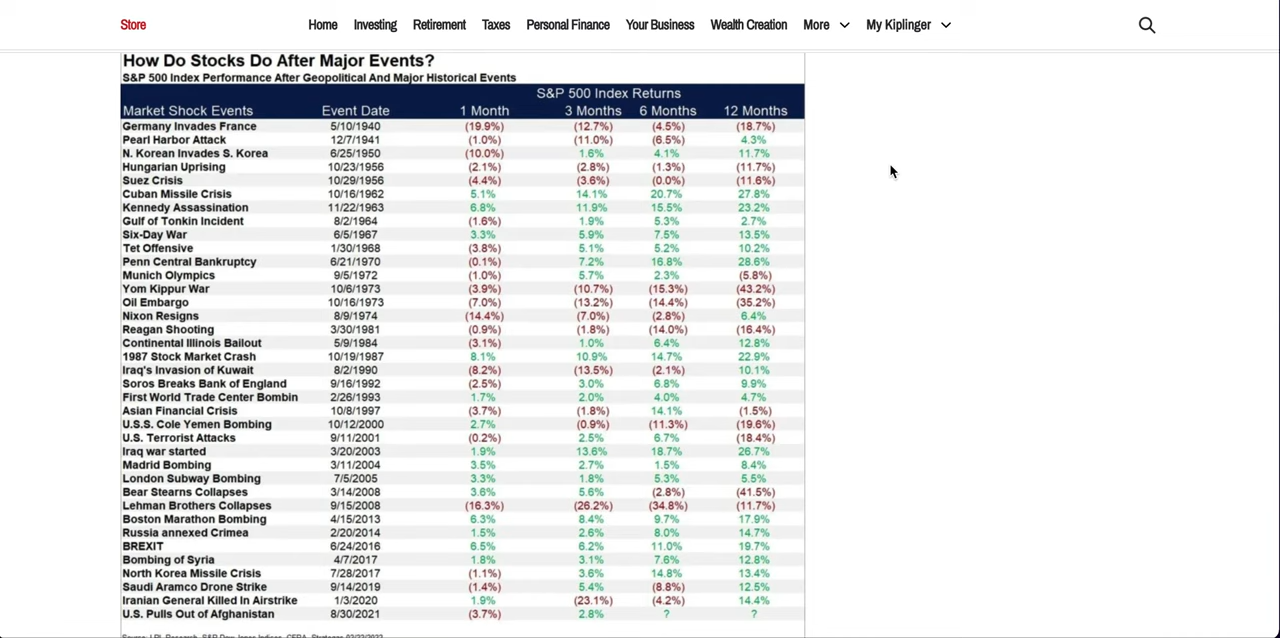 Store Home Investing Retirement Taxes Personal Finance Your Business Wealth Creation More My Kiplinger
How Do Stocks Do After Major Events?
S&P 500 Index Performance After Geopolitical And Major Historical Events
S&P 500 Index Returns
Market Shock Events Event Date 1 Month 3 Months 6 Months 12 Months
Germany Invades France 5/10/1940 (19.9%) (12.7%) (4.5%) (18.7%)
Pearl Harbor Attack 12/7/1941 (1.0%) (11.0%) (6.5%) 4.3%
N. Korean Invades S. Korea 6/25/1950 (10.0%) 1.6% 4.1% 11.7%
Hungarian Uprising 10/23/1956 (2.1%) (2.8%) (1.3%) (11.7%)
Suez Crisis 10/29/1956 (4.4%) (3.6%) (0.0%) (11.6%)
Cuban Missile Crisis 10/16/1962 5.1% 14.1% 20.7% 27.8%
Kennedy Assassination 11/22/1963 6.8% 11.9% 15.5% 23.2%
Gulf of Tonkin Incident 8/2/1964 (1.6%) 1.9% 5.3% 2.7%
Six-Day War 6/5/1967 3.3% 5.9% 7.5% 13.5%
Tet Offensive 1/30/1968 (3.8%) 5.1% 5.2% 10.2%
Penn Central Bankruptcy 6/21/1970 (0.1%) 7.2% 16.8% 28.6%
Munich Olympics 9/5/1972 (1.0%) 5.7% 2.3% (5.8%)
Yom Kippur War 10/6/1973 (3.9%) (10.7%) (15.3%) (43.2%)
Oil Embargo 10/16/1973 (7.0%) (13.2%) (14.4%) (35.2%)
Nixon Resigns 8/9/1974 (14.4%) (7.0%) (2.8%) 6.4%
Reagan Shooting 3/30/1981 (0.9%) (1.8%) (14.0%) (16.4%)
Continental Illinois Bailout 5/9/1984 (3.1%) 1.0% 6.4% 12.8%
1987 Stock Market Crash 10/19/1987 8.1% 10.9% 14.7% 22.9%
Iraq's Invasion of Kuwait 8/2/1990 (8.2%) (13.5%) (2.1%) 10.1%
Soros Breaks Bank of England 9/16/1992 (2.5%) 3.0% 6.8% 9.9%
First World Trade Center Bombin 2/26/1993 1.7% 2.0% 4.0% 4.7%
Asian Financial Crisis 10/8/1997 (3.7%) (1.8%) 14.1% (1.5%)
U.S.S. Cole Yemen Bombing 10/12/2000 2.7% (0.9%) (11.3%) (19.6%)
U.S. Terrorist Attacks 9/11/2001 (0.2%) 2.5% 6.7% (18.4%)
Iraq war started 3/20/2003 1.9% 13.6% 18.7% 26.7%
Madrid Bombing 3/11/2004 3.5% 2.7% 1.5% 8.4%
London Subway Bombing 7/5/2005 3.3% 1.8% 5.3% 5.5%
Bear Stearns Collapses 3/14/2008 3.6% 5.6% (2.8%) (41.5%)
Lehman Brothers Collapses 9/15/2008 (16.3%) (26.2%) (34.8%) (11.7%)
Boston Marathon Bombing 4/15/2013 6.3% 8.4% 9.7% 17.9%
Russia annexed Crimea 2/20/2014 1.5% 2.6% 8.0% 14.7%
BREXIT 6/24/2016 6.5% 6.2% 11.0% 19.7%
Bombing of Syria 4/7/2017 1.8% 3.1% 7.6% 12.8%
North Korea Missile Crisis 7/28/2017 (1.1%) 3.6% 14.8% 13.4%
Saudi Aramco Drone Strike 9/14/2019 (1.4%) 5.4% (8.8%) 12.5%
Iranian General Killed In Airstrike 1/3/2020 1.9% (23.1%) (4.2%) 14.4%
U.S. Pulls Out of Afghanistan 8/30/2021 (3.7%) 2.8% ? ?